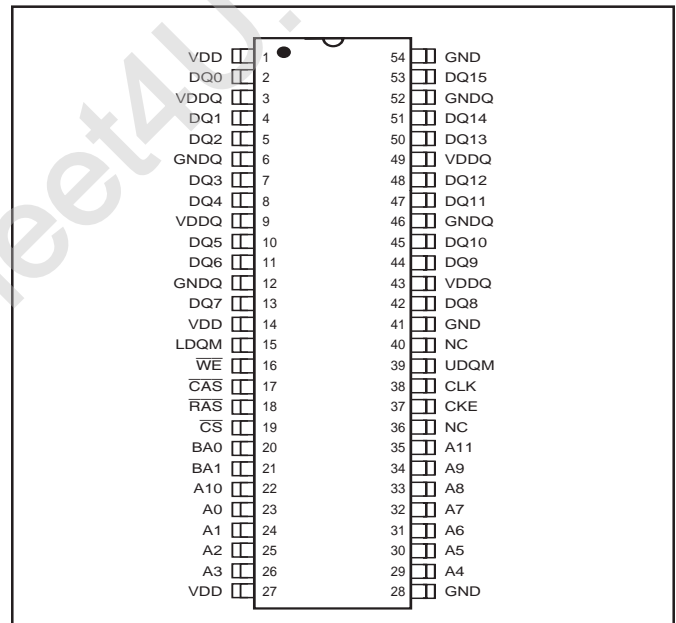 VDD 1 54 GND
DQ0 2 53 DQ15
VDDQ 3 52 GNDQ
DQ1 4 51 DQ14
DQ2 5 50 DQ13
GNDQ 6 49 VDDQ
DQ3 7 48 DQ12
DQ4 8 47 DQ11
VDDQ 9 46 GNDQ
DQ5 10 45 DQ10
DQ6 11 44 DQ9
GNDQ 12 43 VDDQ
DQ7 13 42 DQ8
VDD 14 41 GND
LDQM 15 40 NC
WE 16 39 UDQM
CAS 17 38 CLK
RAS 18 37 CKE
CS 19 36 NC
BA0 20 35 A11
BA1 21 34 A9
A10 22 33 A8
A0 23 32 A7
A1 24 31 A6
A2 25 30 A5
A3 26 29 A4
VDD 27 28 GND
eet4U.